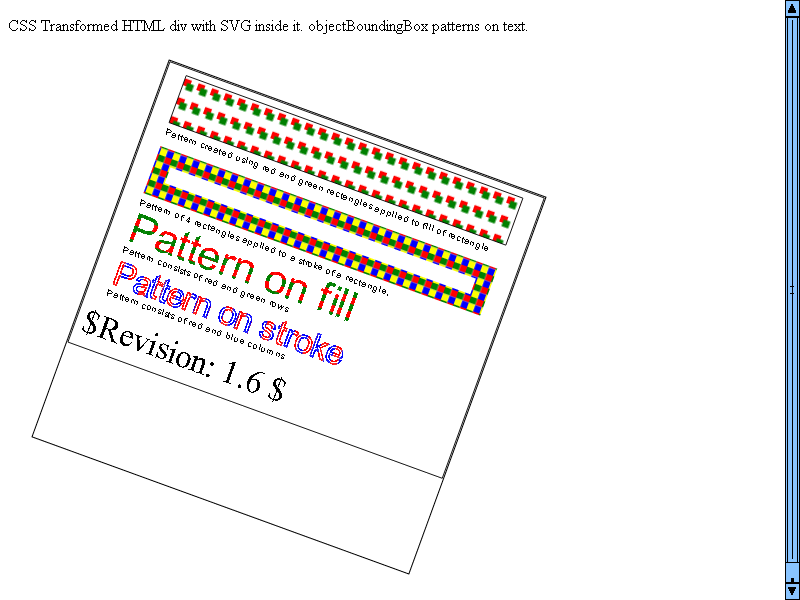 CSS Transformed HTML div with SVG inside it. objectBoundingBox patterns on text.
Pattern created using red and green rectangles applied to fill of rectangle
Pattern of 4 rectangles applied to a stroke of a rectangle.
Pattern on fill
Pattern consists of red and green rows
Pattern on stroke
Pattern consists of red and blue columns
$Revision: 1.6 $